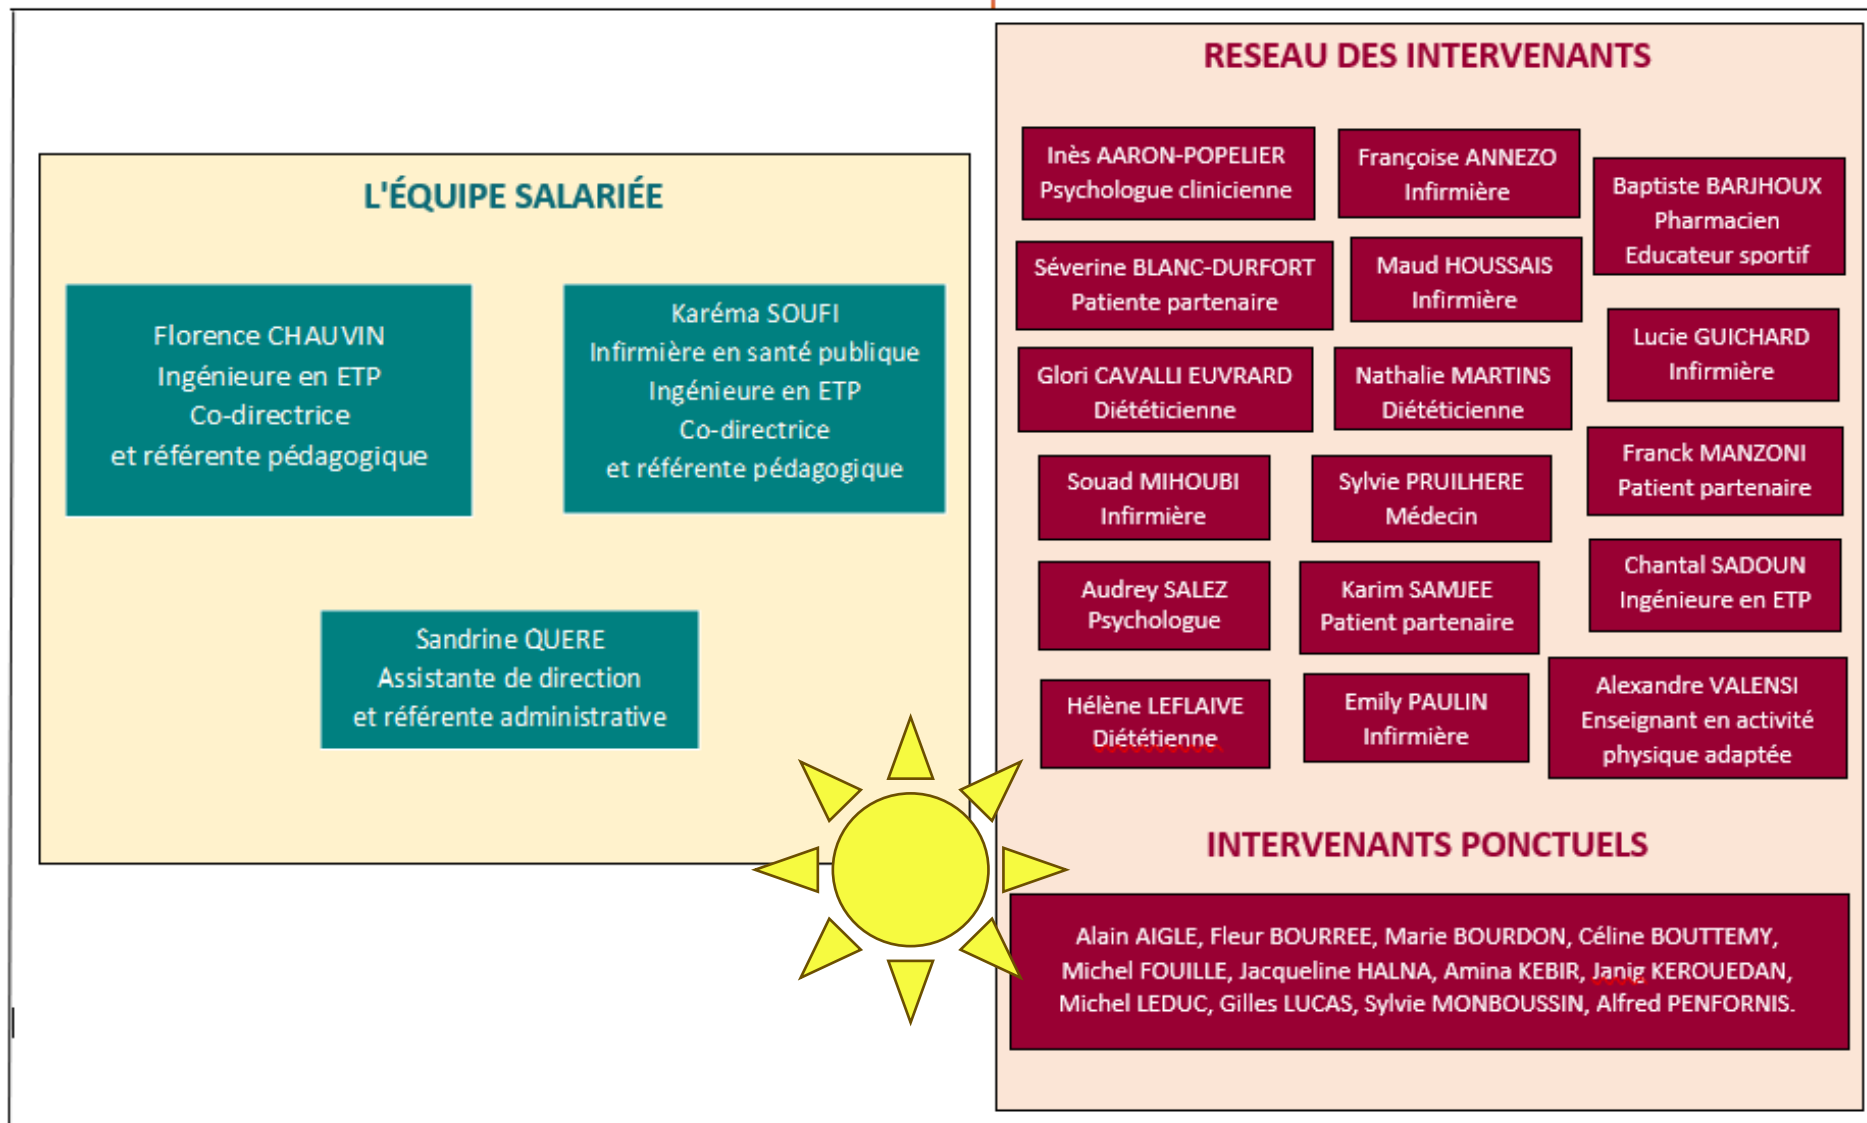 L'ÉQUIPE SALARIÉE
Florence CHAUVIN
Ingénieure en ETP
Co-directrice
et référente pédagogique
Karéma SOUFI
Infirmière en santé publique
Ingénieure en ETP
Co-directrice
et référente pédagogique
Sandrine QUERE
Assistante de direction
et référente administrative
RESEAU DES INTERVENANTS
Inès AARON-POPELIER
Psychologue clinicienne
Françoise ANNEZO
Infirmière
Baptiste BARJHOUX
Pharmacien
Educateur sportif
Séverine BLANC-DURFORT
Patiente partenaire
Maud HOUSSAIS
Infirmière
Lucie GUICHARD
Infirmière
Glori CAVALLI EUVRARD
Diététicienne
Nathalie MARTINS
Diététicienne
Franck MANZONI
Patient partenaire
Souad MIHOUBI
Infirmière
Sylvie PRUILHERE
Médecin
Chantal SADOUN
Ingénieure en ETP
Audrey SALEZ
Psychologue
Karim SAMJEE
Patient partenaire
Alexandre VALENSI
Enseignant en activité
physique adaptée
Hélène LEFLAIVE
Diététienne
Emily PAULIN
Infirmière
INTERVENANTS PONCTUELS
Alain AIGLE, Fleur BOURREE, Marie BOURDON, Céline BOUTTEMY,
Michel FOUILLE, Jacqueline HALNA, Amina KEBIR, Janig KEROUEDAN,
Michel LEDUC, Gilles LUCAS, Sylvie MONBOUSSIN, Alfred PENFORNIS.